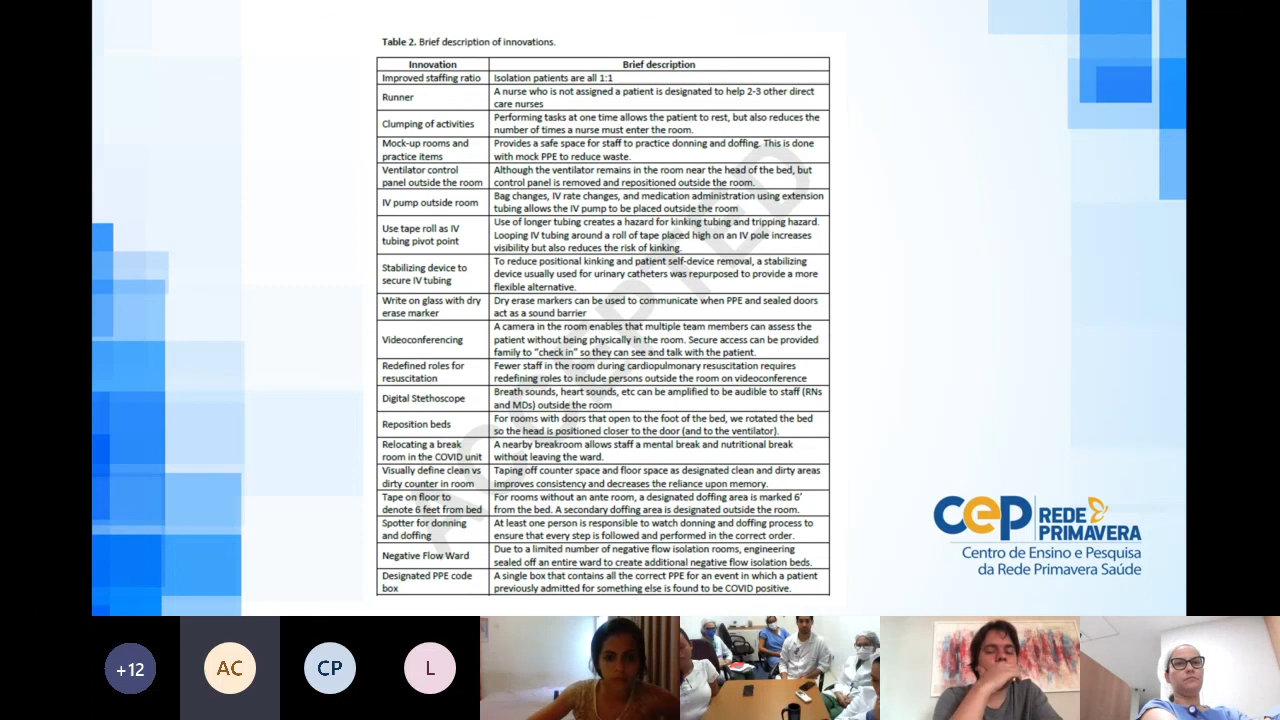 Table 2. Brief description of innovations.
Innovation Brief description
Improved staffing ratio Isolation patients are all 1:1
Runner A nurse who is not assigned a patient is designated to help 2-3 other direct
care nurses
Clumping of activities Performing tasks at one time allows the patient to rest, but also reduces the
number of times a nurse must enter the room.
Mock-up rooms and Provides a safe space for staff to practice donning and doffing. This is done
practice items with mock PPE to reduce waste.
Ventilator control Although the ventilator remains in the room near the head of the bed, but
panel outside the room control panel is removed and repositioned outside the room.
IV pump outside room Bag changes, IV rate changes, and medication administration using extension
tubing allows the IV pump to be placed outside the room
Use tape roll as IV Use of longer tubing creates a hazard for kinking tubing and tripping hazard.
tubing pivot point Looping IV tubing around a roll of tape placed high on an IV pole increases
visibility but also reduces the risk of kinking.
Stabilizing device to To reduce positional kinking and patient self-device removal, a stabilizing
secure IV tubing device usually used for urinary catheters was repurposed to provide a more
flexible alternative.
Write on glass with dry Dry erase markers can be used to communicate when PPE and sealed doors
erase marker act as a sound barrier
Videoconferencing A camera in the room enables that multiple team members can assess the
patient without being physically in the room. Secure access can be provided
family to "check in" so they can see and talk with the patient.
Redefined roles for Fewer staff in the room during cardiopulmonary resuscitation requires
resuscitation redefining roles to include persons outside the room on videoconference
Digital Stethoscope Breath sounds, heart sounds, etc can be amplified to be audible to staff (RNs
and MDs) outside the room
Reposition beds For rooms with doors that open to the foot of the bed, we rotated the bed
so the head is positioned closer to the door (and to the ventilator).
Relocating a break A nearby breakroom allows staff a mental break and nutritional break
room in the COVID unit without leaving the ward.
Visually define clean vs Taping off counter space and floor space as designated clean and dirty areas
dirty counter in room improves consistency and decreases the reliance upon memory.
Tape on floor to For rooms without an ante room, a designated doffing area is marked 6'
denote 6 feet from bed from the bed. A secondary doffing area is designated outside the room.
Spotter for donning At least one person is responsible to watch donning and doffing process to
and doffing ensure that every step is followed and performed in the correct order.
Negative Flow Ward Due to a limited number of negative flow isolation rooms, engineering
sealed off an entire ward to create additional negative flow isolation beds.
Designated PPE code A single box that contains all the correct PPE for an event in which a patient
box previously admitted for something else is found to be COVID positive.
ACCEPTED
cep REDE
PRIMAVERA
Centro de Ensino e Pesquisa
da Rede Primavera Saúde
+12 AC CP L